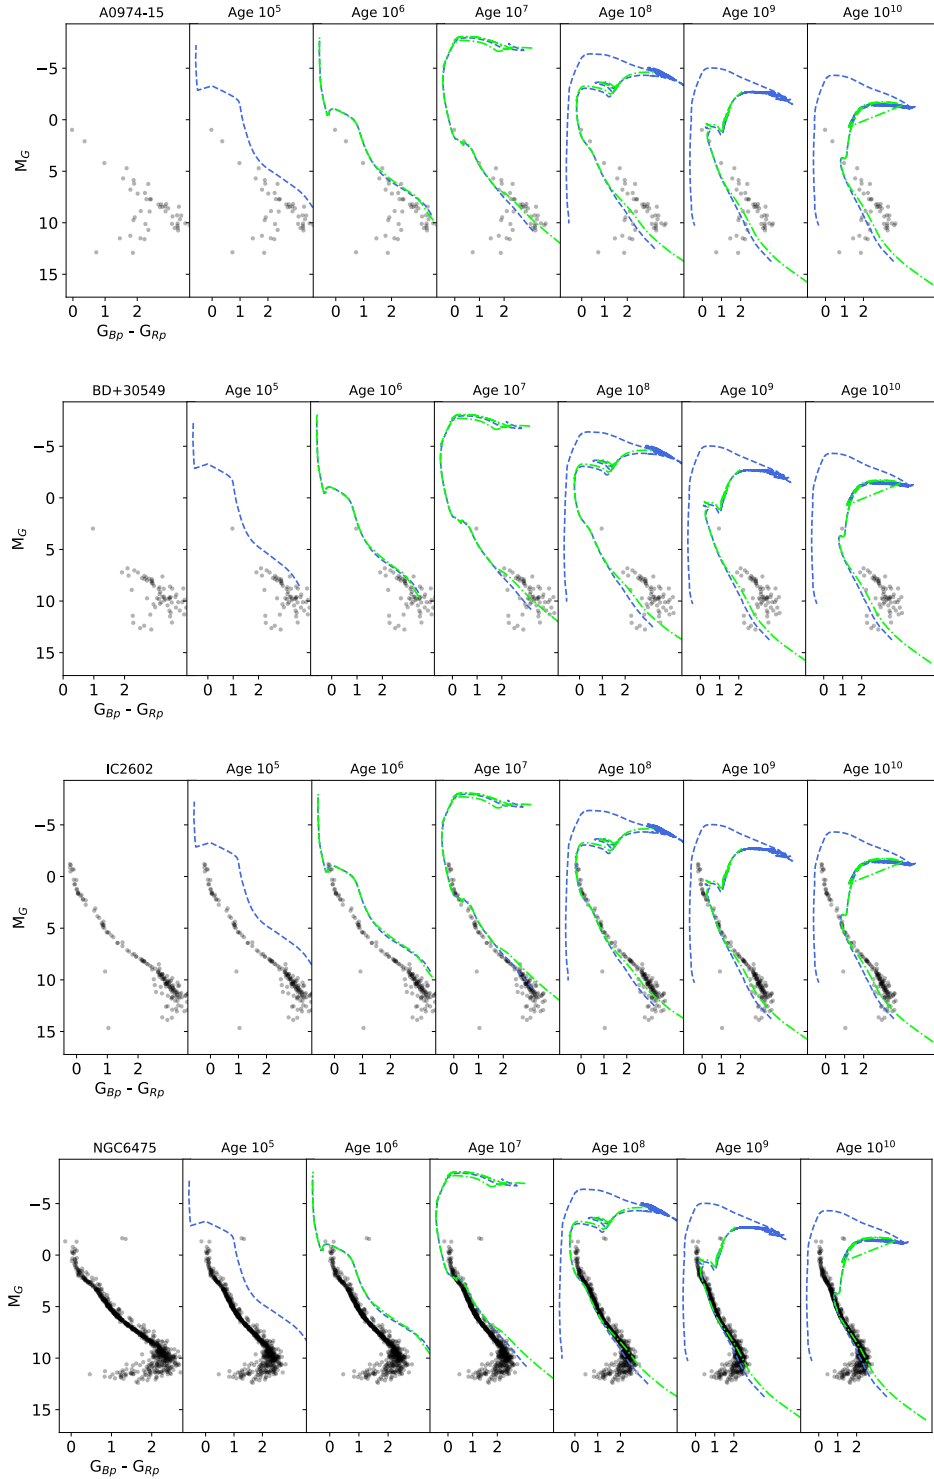 A0974-15 Age 10⁵ Age 10⁶ Age 10⁷ Age 10⁸ Age 10⁹ Age 10¹⁰
−5
0
5
10
15
M_G
0 1 2 0 1 2 0 1 2 0 1 2 0 1 2 0 1 2 0 1 2
G_Bp - G_Rp
BD+30549 Age 10⁵ Age 10⁶ Age 10⁷ Age 10⁸ Age 10⁹ Age 10¹⁰
−5
0
5
10
15
M_G
0 1 2 0 1 2 0 1 2 0 1 2 0 1 2 0 1 2 0 1 2
G_Bp - G_Rp
IC2602 Age 10⁵ Age 10⁶ Age 10⁷ Age 10⁸ Age 10⁹ Age 10¹⁰
−5
0
5
10
15
M_G
0 1 2 0 1 2 0 1 2 0 1 2 0 1 2 0 1 2 0 1 2
G_Bp - G_Rp
NGC6475 Age 10⁵ Age 10⁶ Age 10⁷ Age 10⁸ Age 10⁹ Age 10¹⁰
−5
0
5
10
15
M_G
0 1 2 0 1 2 0 1 2 0 1 2 0 1 2 0 1 2 0 1 2
G_Bp - G_Rp